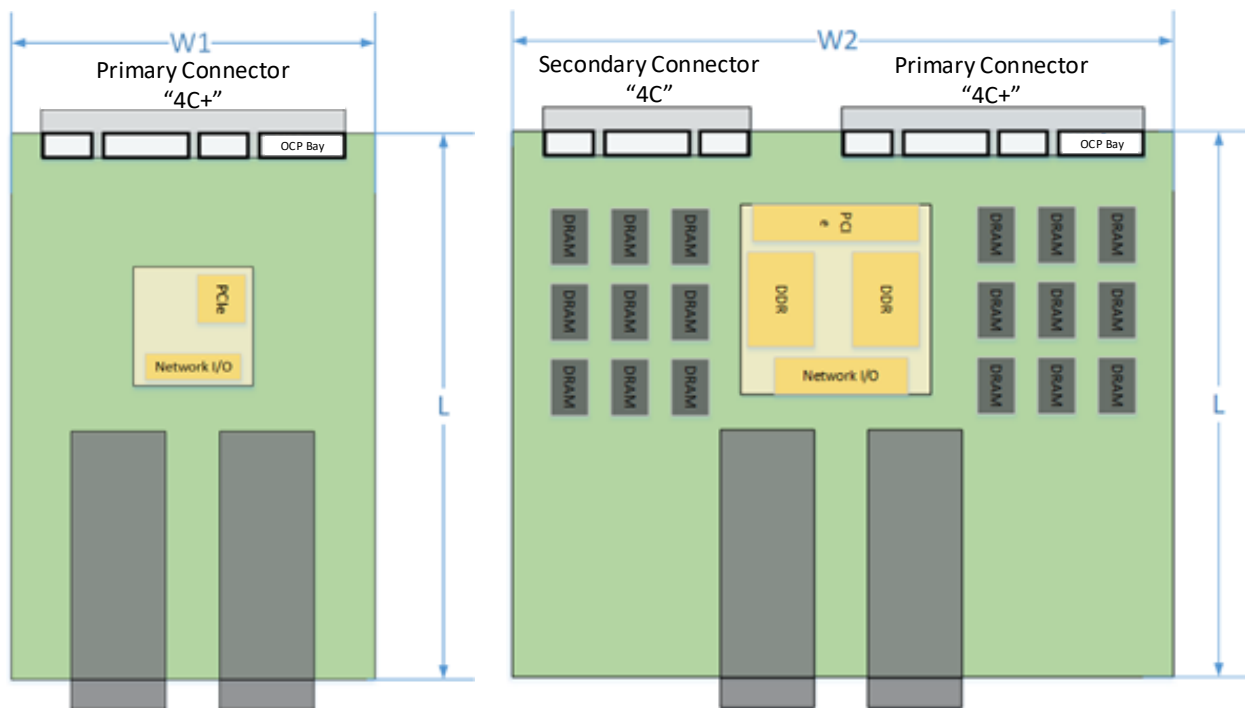 W1
Primary Connector
“4C+”
OCP Bay
PCIe
Network I/O
L
W2
Secondary Connector
“4C”
Primary Connector
“4C+”
OCP Bay
DRAM
DRAM
DRAM
DRAM
DRAM
DRAM
DRAM
DRAM
DRAM
PCI
e
DDR
DDR
Network I/O
DRAM
DRAM
DRAM
DRAM
DRAM
DRAM
DRAM
DRAM
DRAM
L